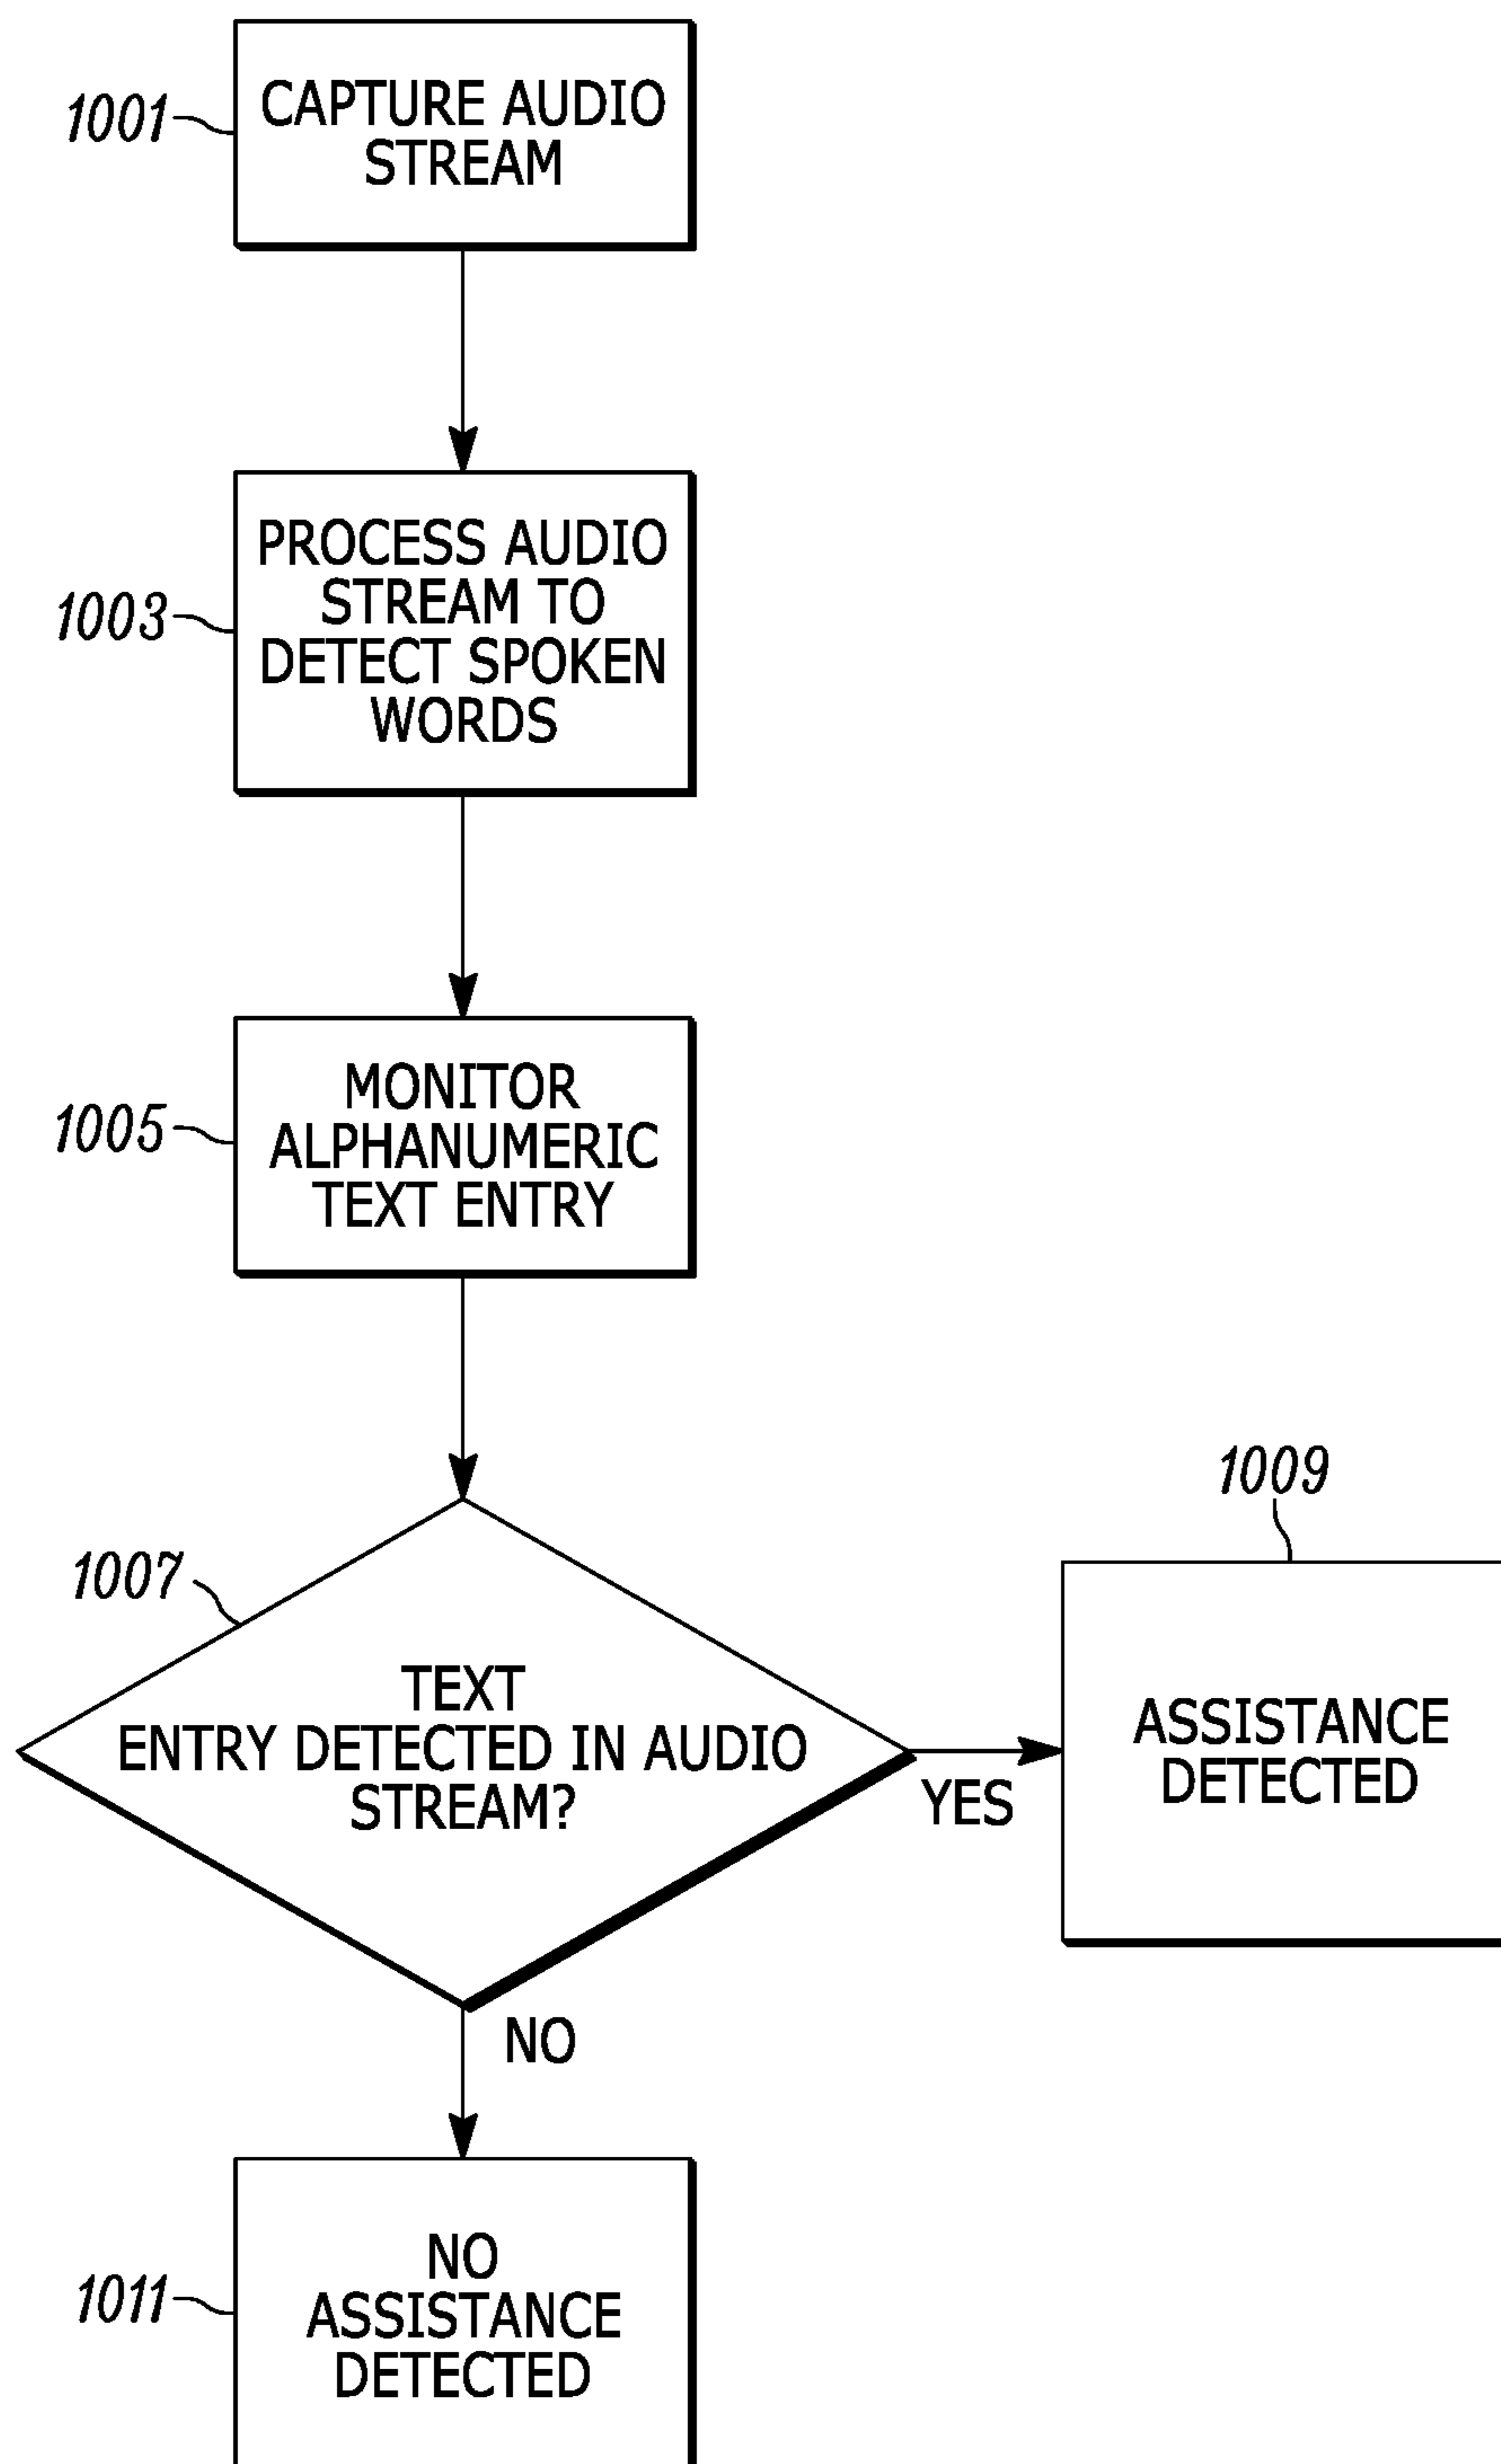 1001
CAPTURE AUDIO
STREAM
1003
PROCESS AUDIO
STREAM TO
DETECT SPOKEN
WORDS
1005
MONITOR
ALPHANUMERIC
TEXT ENTRY
1007
TEXT
ENTRY DETECTED IN AUDIO
STREAM?
YES
1009
ASSISTANCE
DETECTED
NO
1011
NO
ASSISTANCE
DETECTED